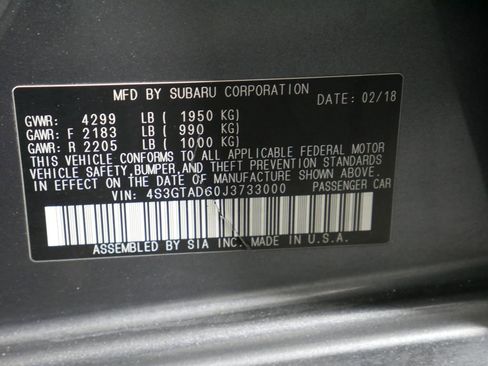 MFD BY SUBARU CORPORATION
DATE: 02/18
GVWR: 4299 LB ( 1950 KG)
GAWR: F 2183 LB ( 990 KG)
GAWR: R 2205 LB ( 1000 KG)
THIS VEHICLE CONFORMS TO ALL APPLICABLE FEDERAL MOTOR
VEHICLE SAFETY,BUMPER,AND THEFT PREVENTION STANDARDS
IN EFFECT ON THE DATE OF MANUFACTURE SHOWN ABOVE.
VIN: 4S3GTAD60J3733000 PASSENGER CAR
ASSEMBLED BY SIA INC. MADE IN U.S.A.